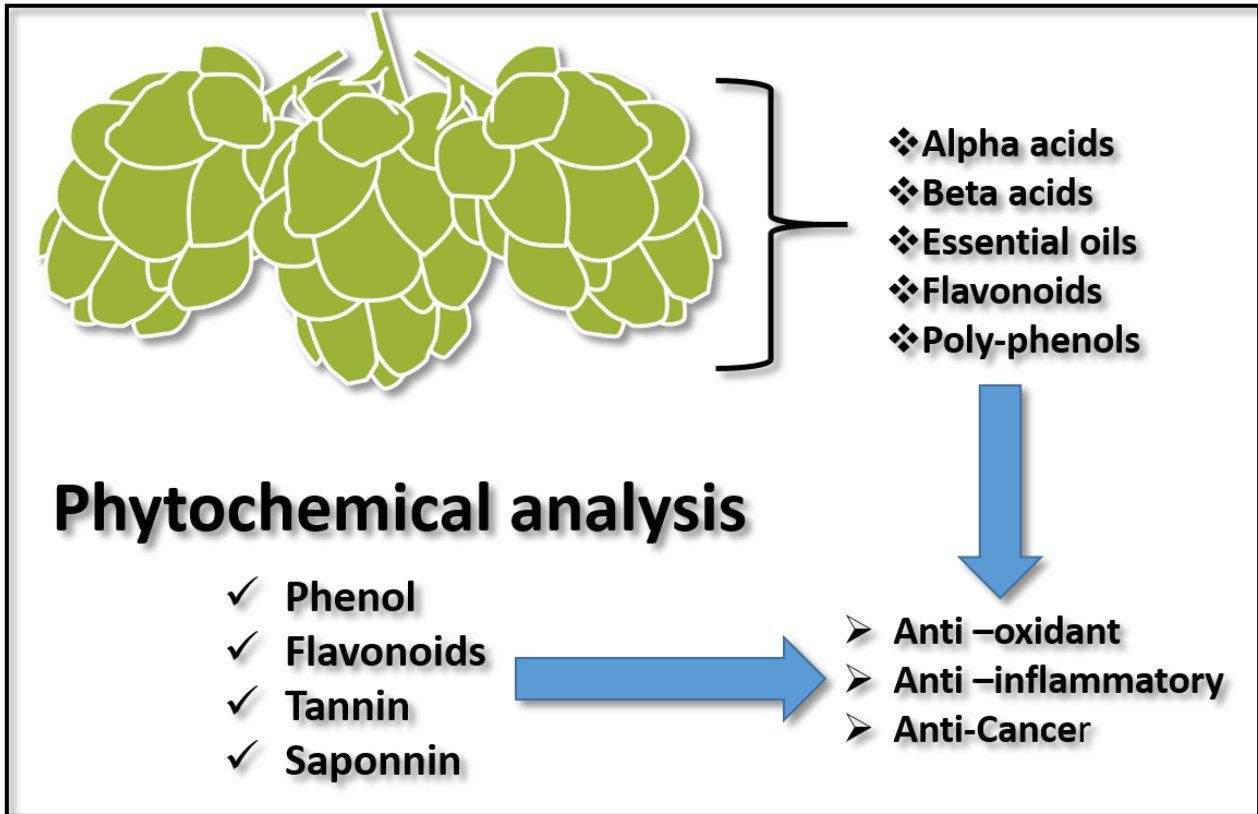 Alpha acids
Beta acids
Essential oils
Flavonoids
Poly-phenols
Phytochemical analysis
Phenol
Flavonoids
Tannin
Saponnin
Anti –oxidant
Anti –inflammatory
Anti-Cancer